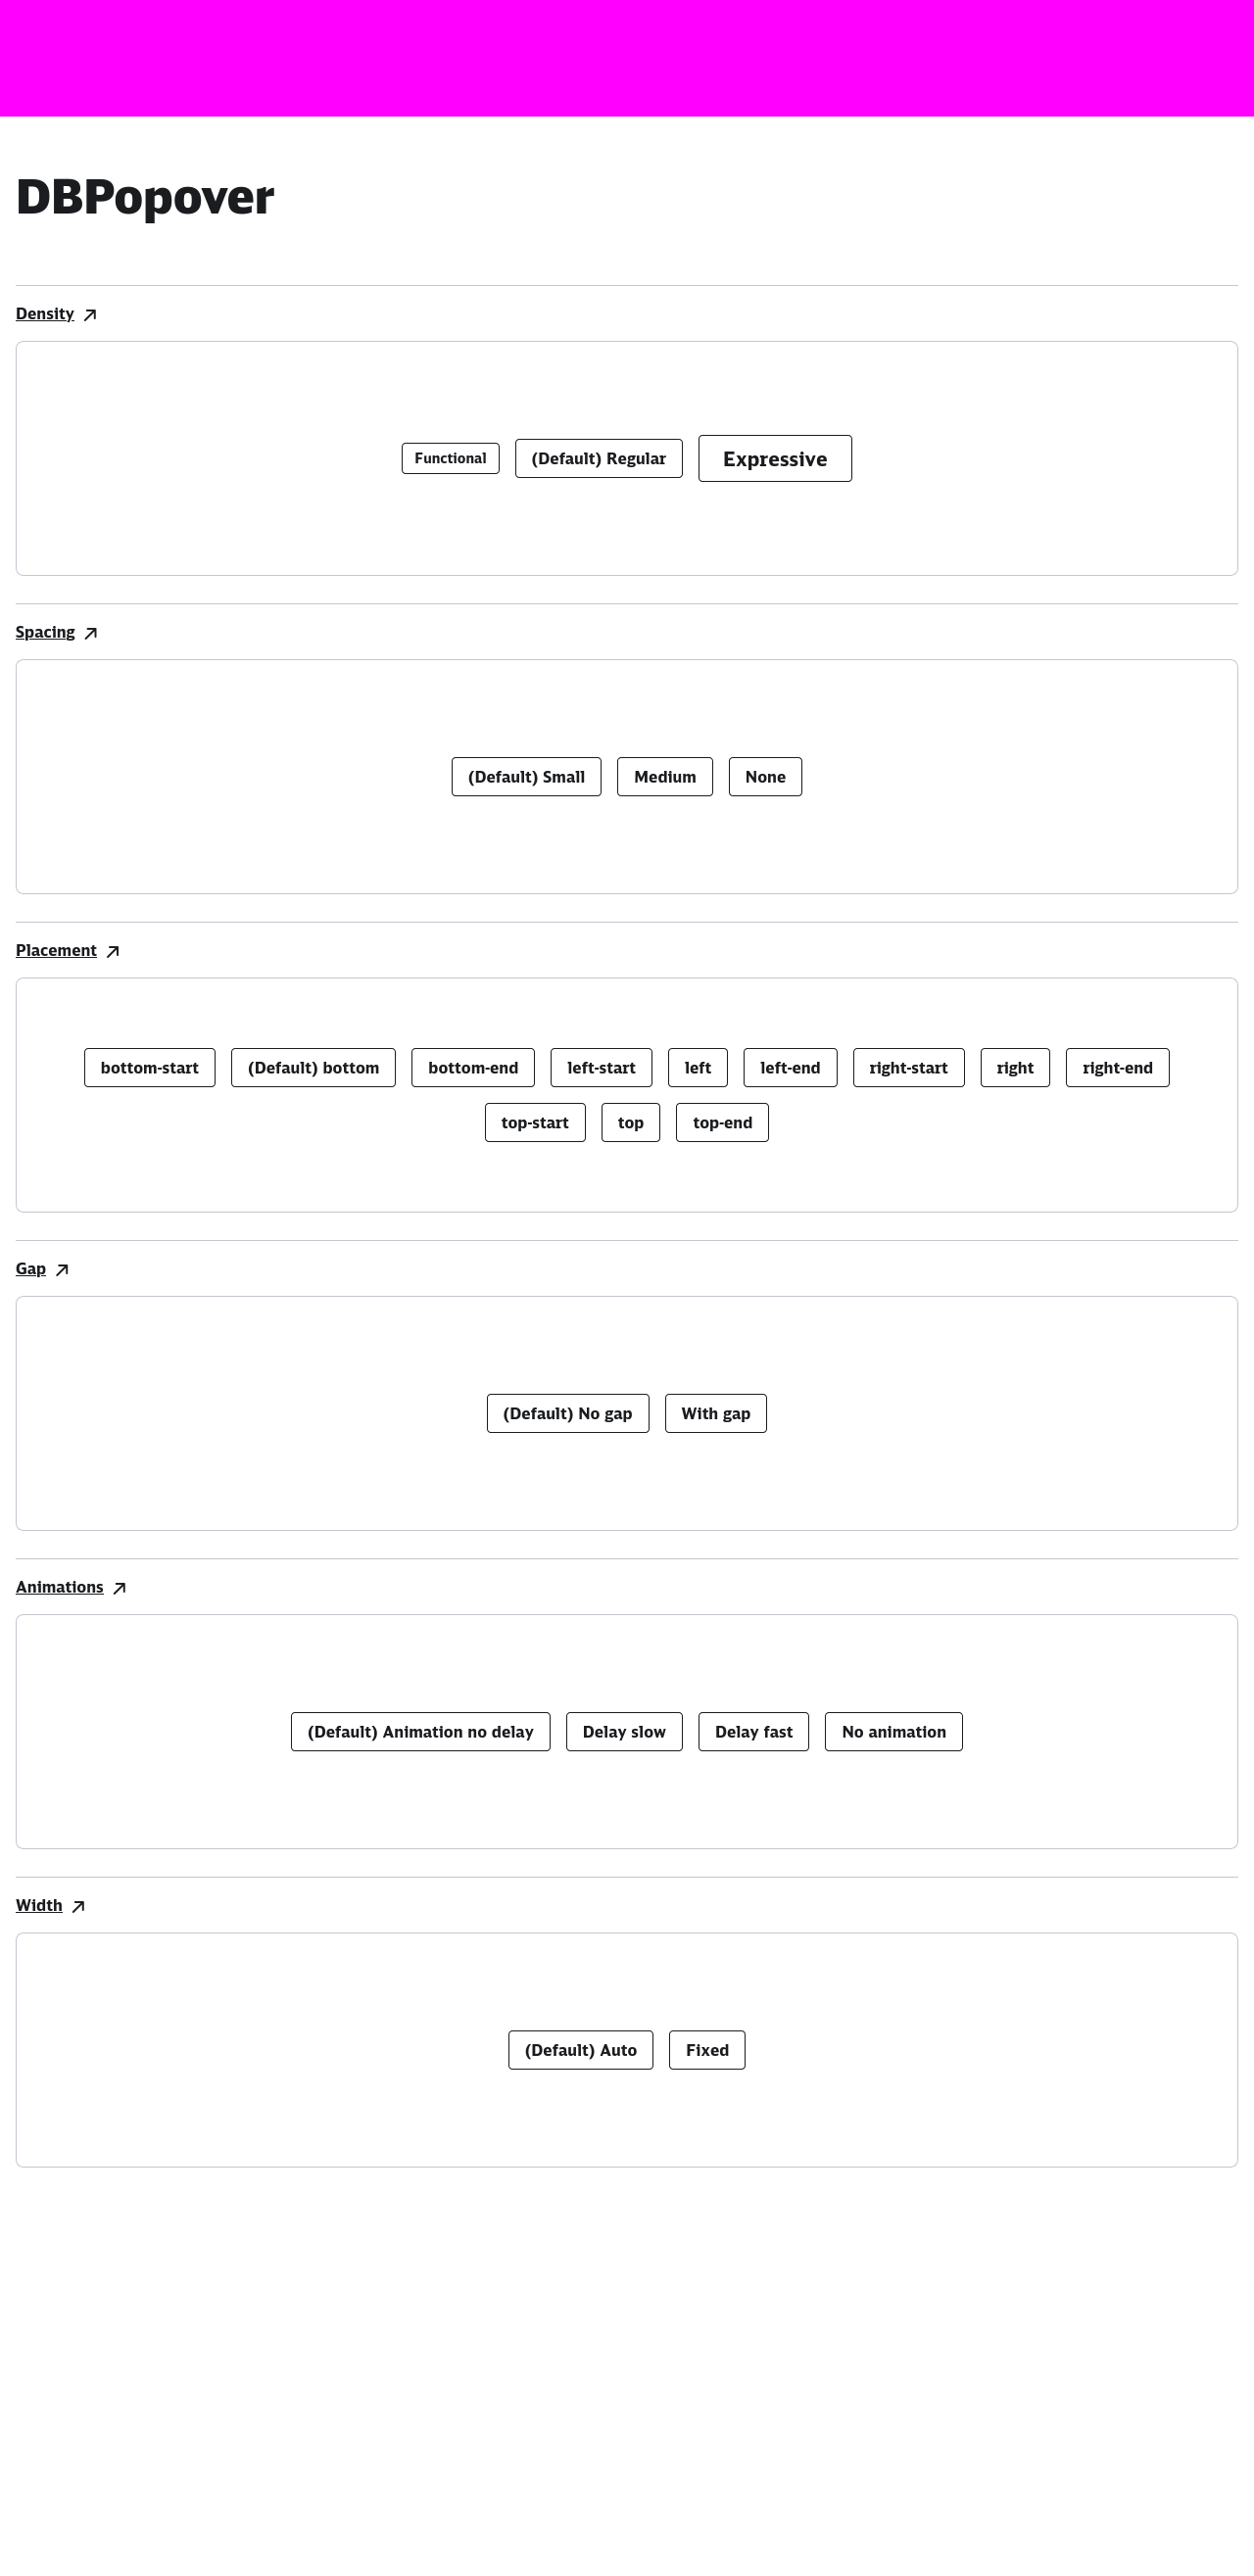 DBPopover
Density
Functional (Default) Regular Expressive
Spacing
(Default) Small Medium None
Placement
bottom-start (Default) bottom bottom-end left-start left left-end right-start right right-end
top-start top top-end
Gap
(Default) No gap With gap
Animations
(Default) Animation no delay Delay slow Delay fast No animation
Width
(Default) Auto Fixed